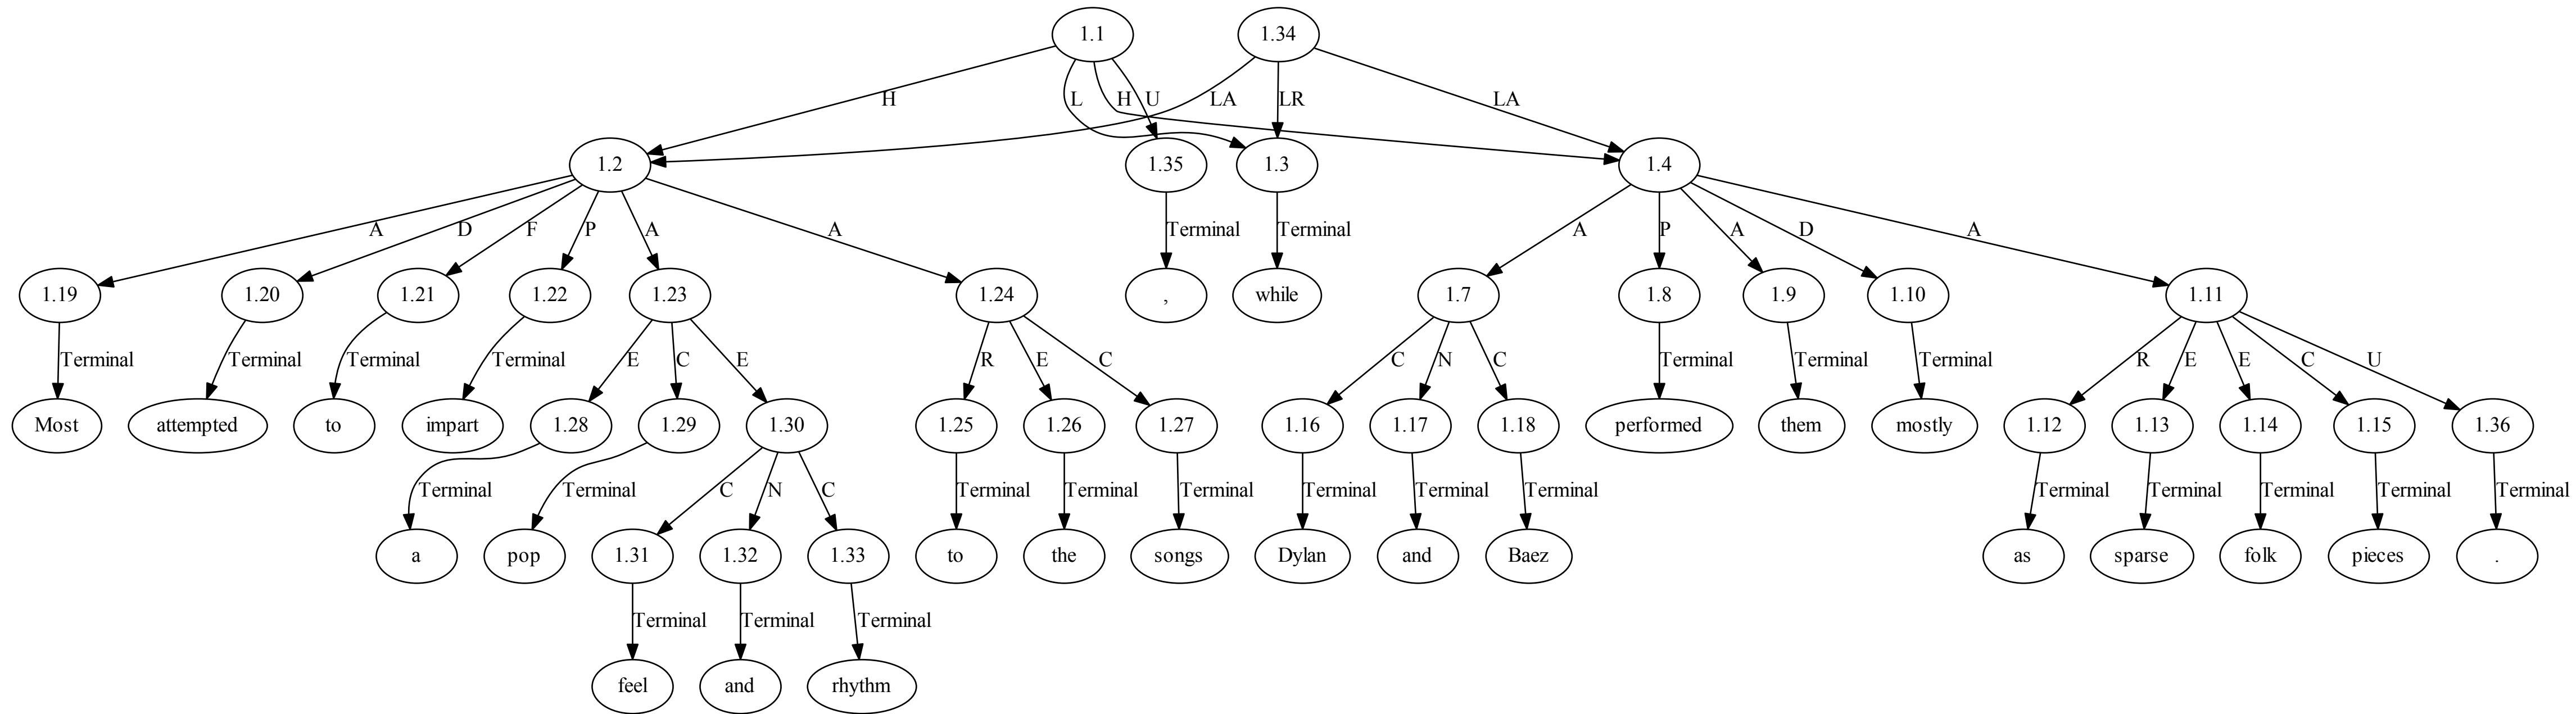 1.1 1.34
H L H U LA LR LA
1.2 1.35 1.3 1.4
A D F P A A Terminal Terminal A P A D A
1.19 1.20 1.21 1.22 1.23 1.24 , while 1.7 1.8 1.9 1.10 1.11
Terminal Terminal Terminal Terminal E C E R E C C N C Terminal Terminal Terminal R E E C U
Most attempted to impart 1.28 1.29 1.30 1.25 1.26 1.27 1.16 1.17 1.18 performed them mostly 1.12 1.13 1.14 1.15 1.36
Terminal Terminal C N C Terminal Terminal Terminal Terminal Terminal Terminal Terminal Terminal Terminal Terminal Terminal
a pop 1.31 1.32 1.33 to the songs Dylan and Baez as sparse folk pieces .
Terminal Terminal Terminal
feel and rhythm